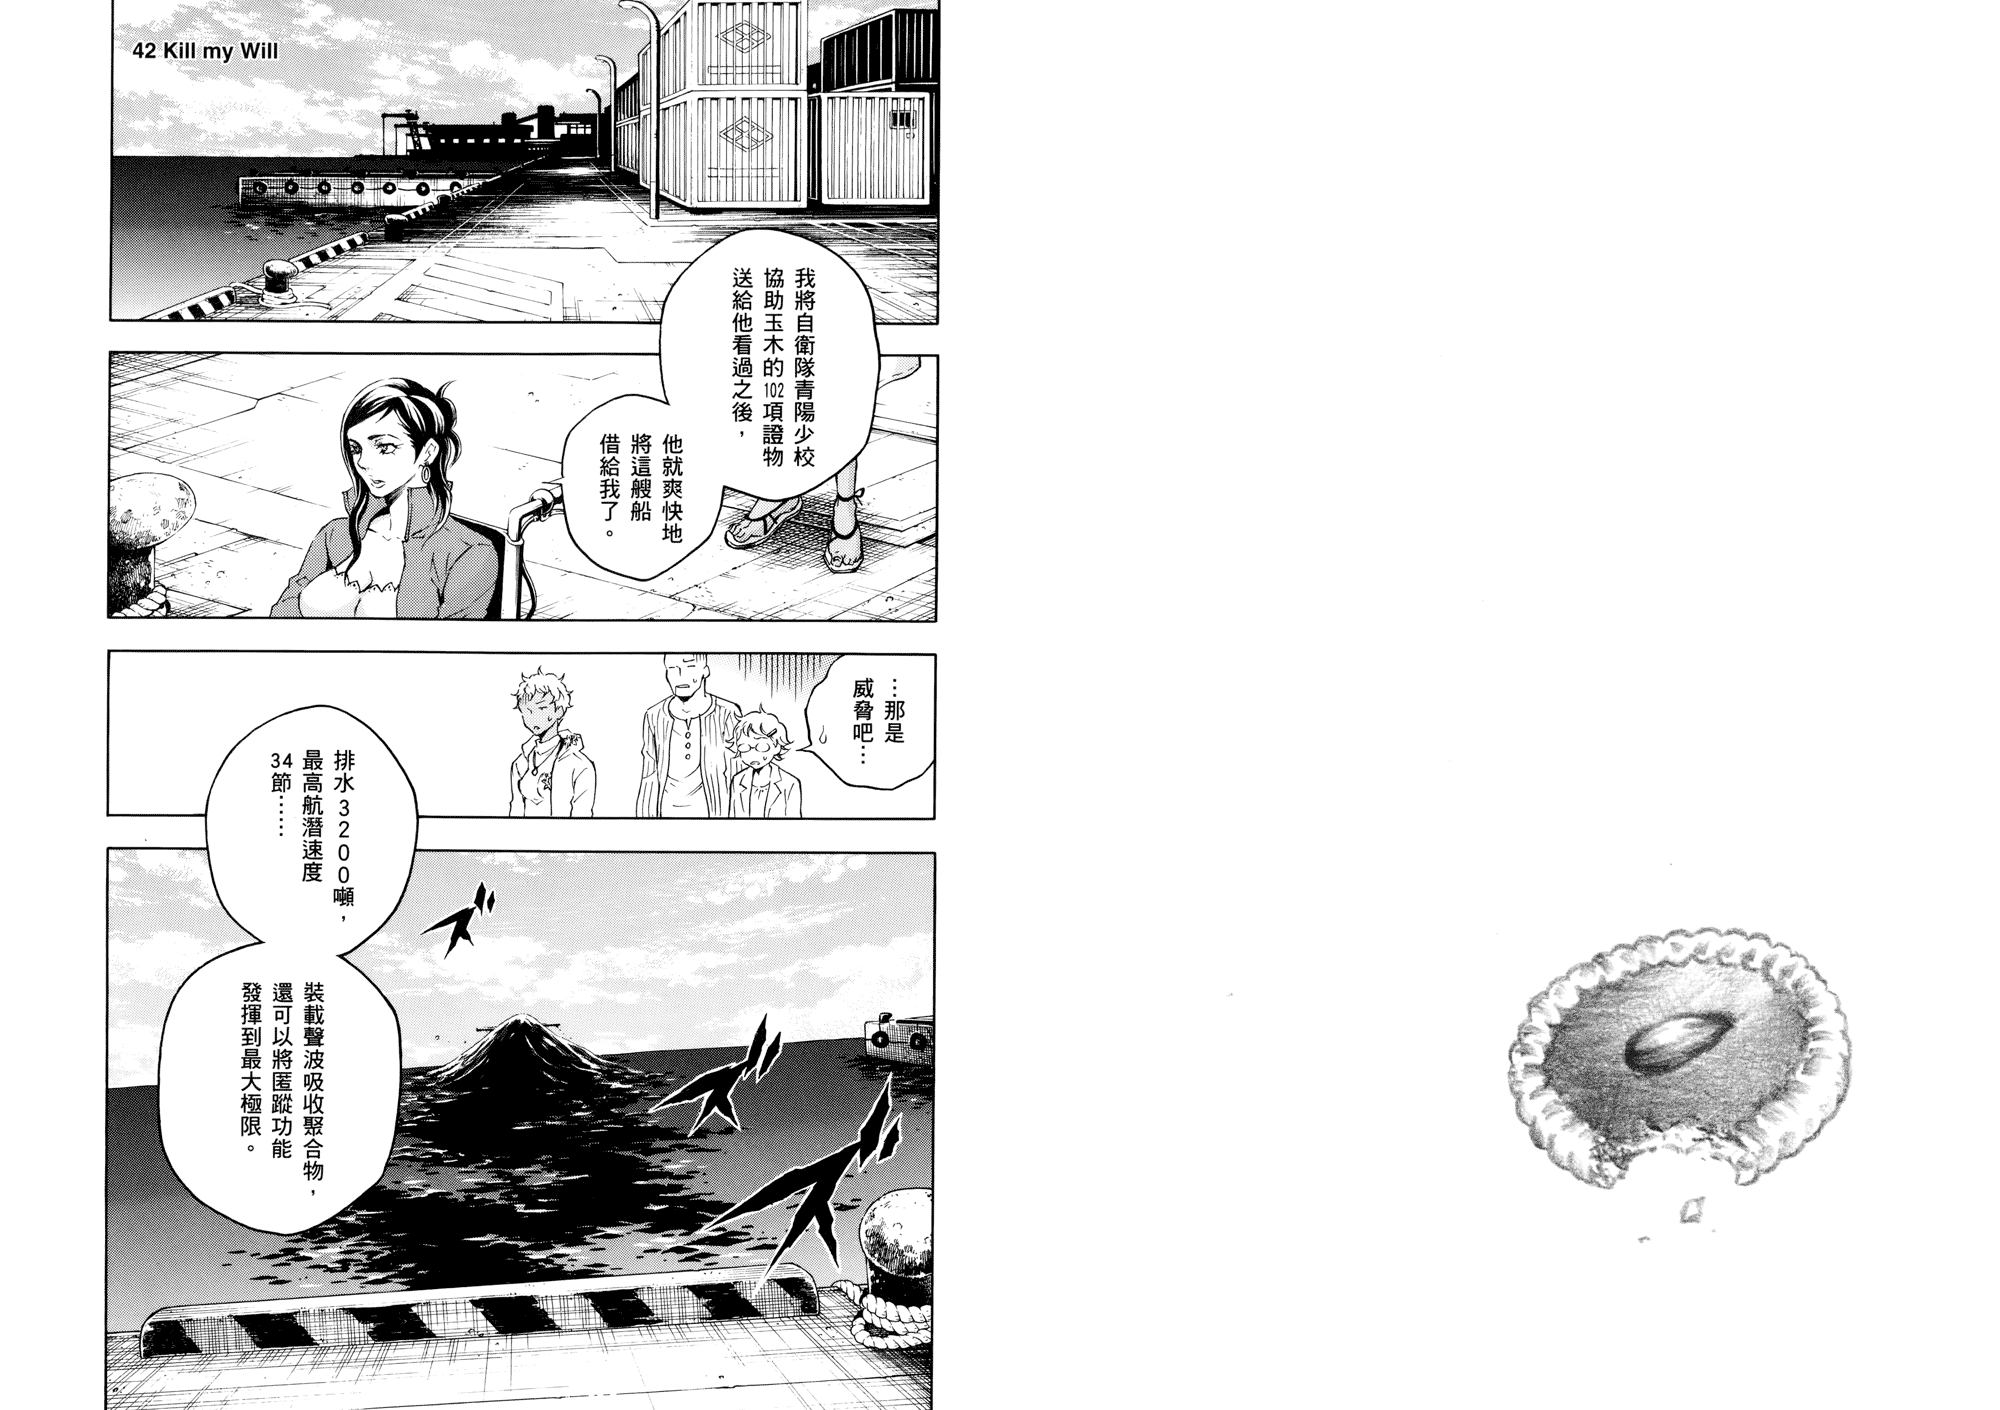 42 Kill my Will
我將自衛隊青陽少校
協助玉木的102項證物
送給他看過之後，
他就爽快地
將這艘船
借給我了。
…那是
威脅吧…
排水3200噸，
最高航潛速度
34節……
裝載聲波吸收聚合物，
還可以將匿蹤功能
發揮到最大極限。
ズ
ズ
ズ